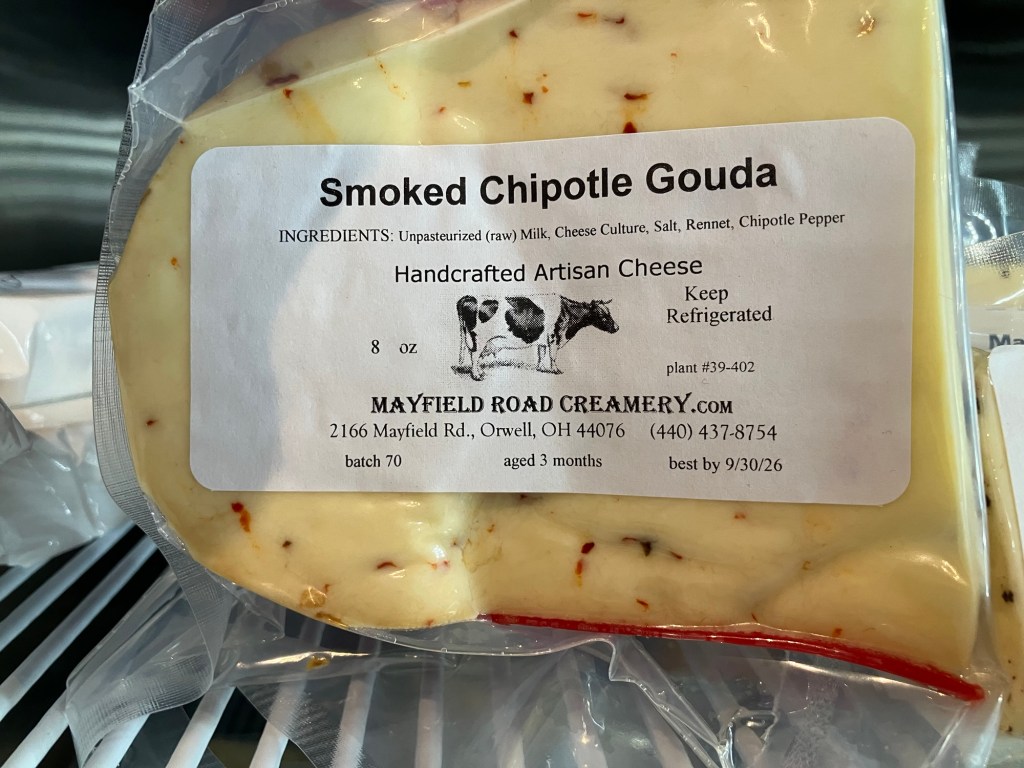 Smoked Chipotle Gouda
INGREDIENTS: Unpasteurized (raw) Milk, Cheese Culture, Salt, Rennet, Chipotle Pepper
Handcrafted Artisan Cheese
Keep
Refrigerated
8 oz
plant #39-402
MAYFIELD ROAD CREAMERY.COM
2166 Mayfield Rd., Orwell, OH 44076 (440) 437-8754
batch 70 aged 3 months best by 9/30/26
Ma